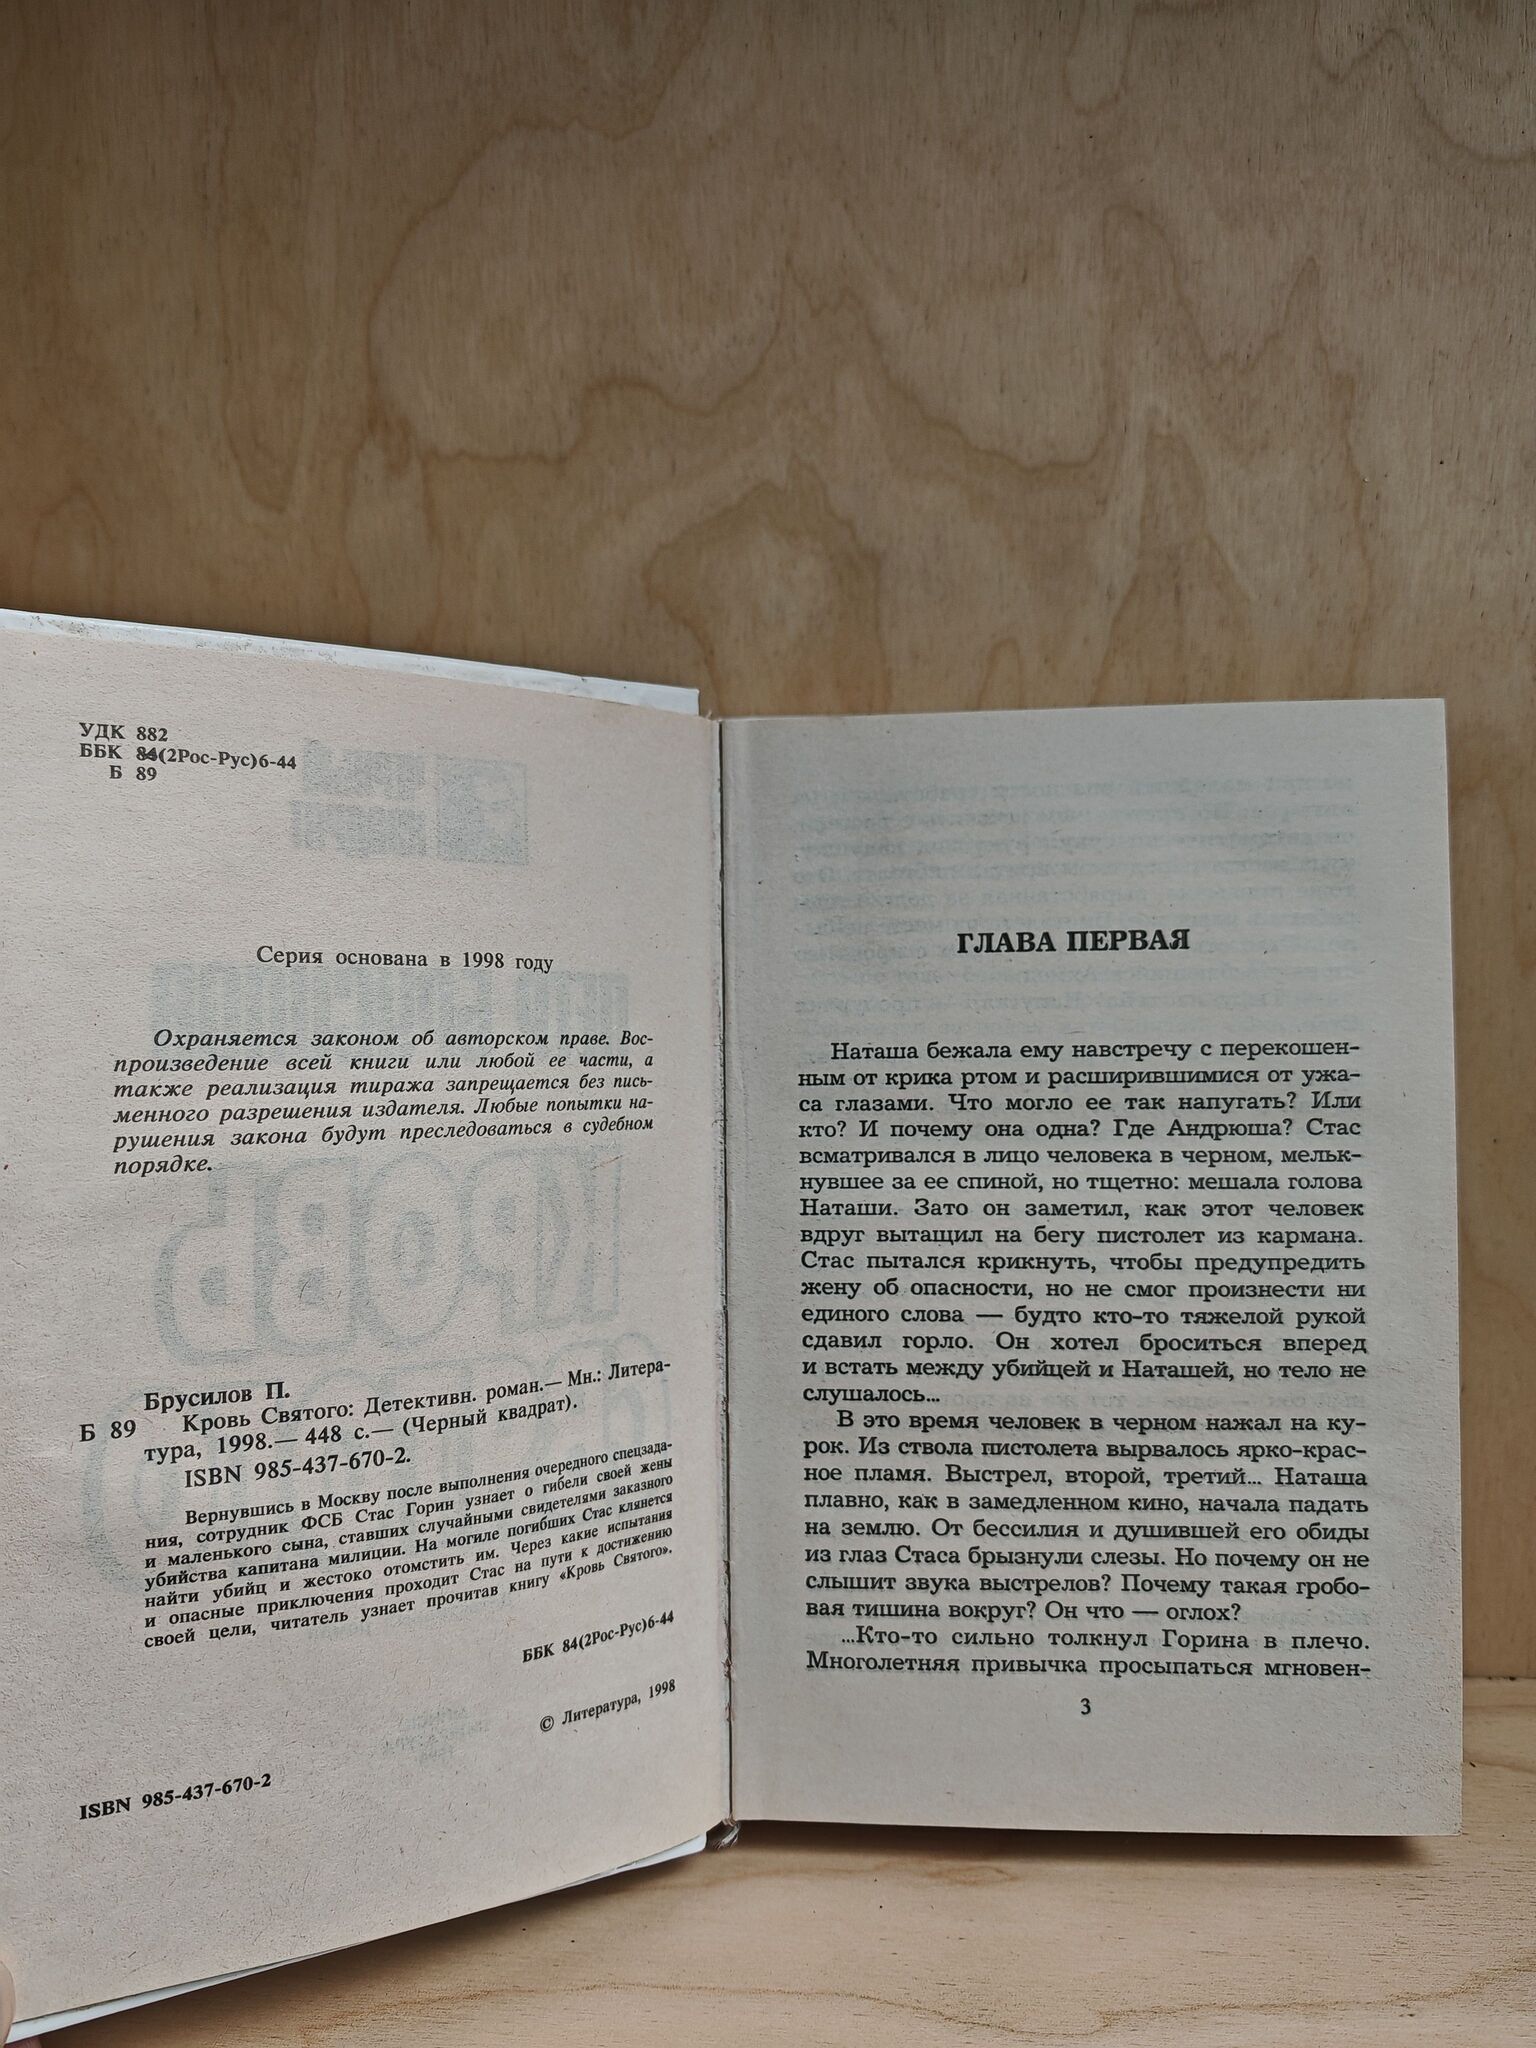 УДК 882
ББК 84(2Рос-Рус)6-44
Б 89
Серия основана в 1998 году
Охраняется законом об авторском праве. Вос-
произведение всей книги или любой ее части, а
также реализация тиража запрещается без пись-
менного разрешения издателя. Любые попытки на-
рушения закона будут преследоваться в судебном
порядке.
Брусилов П.
Б 89 Кровь Святого: Детективн. роман.— Мн.: Литера-
тура, 1998.— 448 с.— (Черный квадрат).
ISBN 985-437-670-2.
Вернувшись в Москву после выполнения очередного спецзада-
ния, сотрудник ФСБ Стас Горин узнает о гибели своей жены
и маленького сына, ставших случайными свидетелями заказного
убийства капитана милиции. На могиле погибших Стас клянется
найти убийц и жестоко отомстить им. Через какие испытания
и опасные приключения проходит Стас на пути к достижению
своей цели, читатель узнает прочитав книгу «Кровь Святого».
ББК 84(2Рос-Рус)6-44
© Литература, 1998
ISBN 985-437-670-2
ГЛАВА ПЕРВАЯ
Наташа бежала ему навстречу с перекошен-
ным от крика ртом и расширившимися от ужа-
са глазами. Что могло ее так напугать? Или
кто? И почему она одна? Где Андрюша? Стас
всматривался в лицо человека в черном, мельк-
нувшее за ее спиной, но тщетно: мешала голова
Наташи. Зато он заметил, как этот человек
вдруг вытащил на бегу пистолет из кармана.
Стас пытался крикнуть, чтобы предупредить
жену об опасности, но не смог произнести ни
единого слова — будто кто-то тяжелой рукой
сдавил горло. Он хотел броситься вперед
и встать между убийцей и Наташей, но тело не
слушалось...
В это время человек в черном нажал на ку-
рок. Из ствола пистолета вырвалось ярко-крас-
ное пламя. Выстрел, второй, третий... Наташа
плавно, как в замедленном кино, начала падать
на землю. От бессилия и душившей его обиды
из глаз Стаса брызнули слезы. Но почему он не
слышит звука выстрелов? Почему такая гробо-
вая тишина вокруг? Он что — оглох?
...Кто-то сильно толкнул Горина в плечо.
Многолетняя привычка просыпаться мгновен-
3